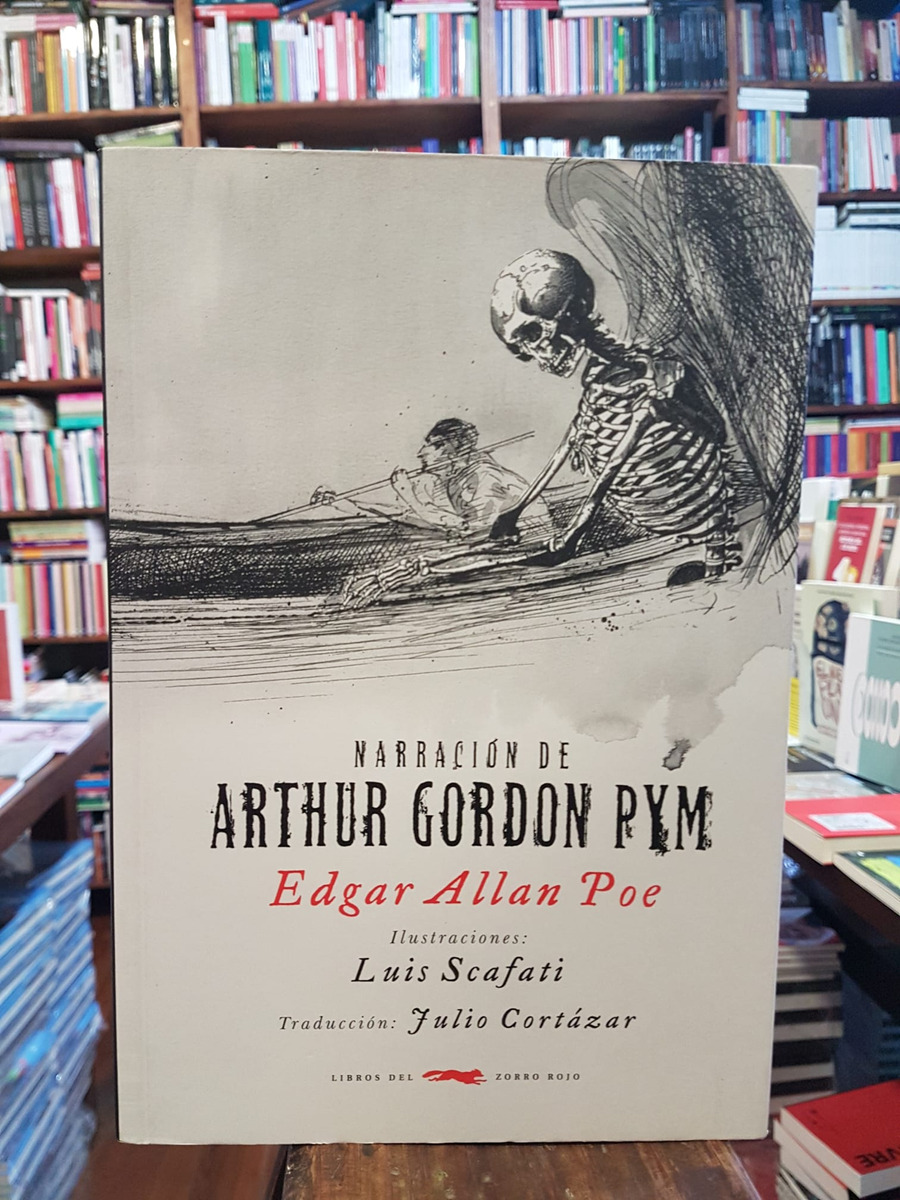 NARRACIÓN DE
ARTHUR GORDON PYM
Edgar Allan Poe
Ilustraciones:
Luis Scafati
Traducción: Julio Cortázar
LIBROS DEL ZORRO ROJO